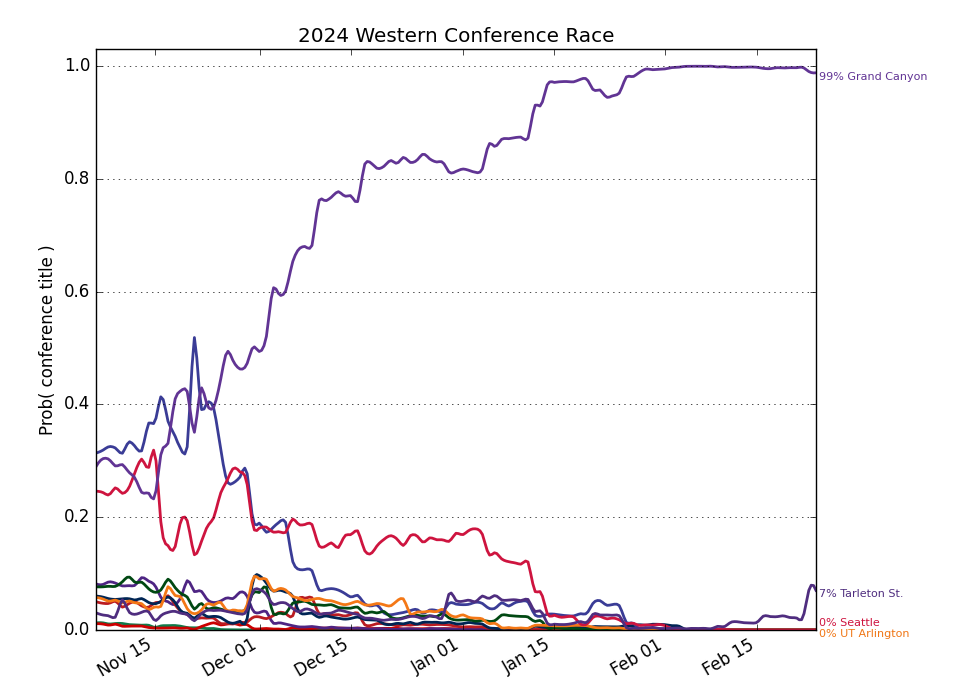 2024 Western Conference Race
1.0
0.8
0.6
0.4
0.2
0.0
Prob( conference title )
99% Grand Canyon
7% Tarleton St.
0% Seattle
0% UT Arlington
Nov 15
Dec 01
Dec 15
Jan 01
Jan 15
Feb 01
Feb 15